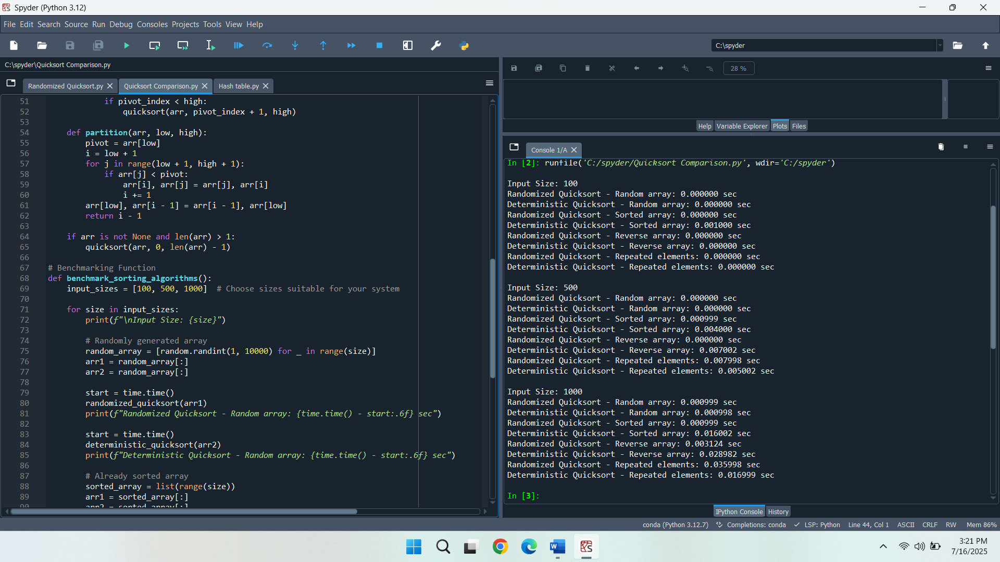 Spyder (Python 3.12)
File Edit Search Source Run Debug Consoles Projects Tools View Help
C:\spyder
C:\spyder\Quicksort Comparison.py
28 %
Randomized Quicksort.py
Quicksort Comparison.py
Hash table.py
51 if pivot_index < high:
52 quicksort(arr, pivot_index + 1, high)
53
54 def partition(arr, low, high):
55 pivot = arr[low]
56 i = low + 1
57 for j in range(low + 1, high + 1):
58 if arr[j] < pivot:
59 arr[i], arr[j] = arr[j], arr[i]
60 i += 1
61 arr[low], arr[i - 1] = arr[i - 1], arr[low]
62 return i - 1
63
64 if arr is not None and len(arr) > 1:
65 quicksort(arr, 0, len(arr) - 1)
66
67 # Benchmarking Function
68 def benchmark_sorting_algorithms():
69 input_sizes = [100, 500, 1000] # Choose sizes suitable for your system
70
71 for size in input_sizes:
72 print(f"\nInput Size: {size}")
73
74 # Randomly generated array
75 random_array = [random.randint(1, 10000) for _ in range(size)]
76 arr1 = random_array[:]
77 arr2 = random_array[:]
78
79 start = time.time()
80 randomized_quicksort(arr1)
81 print(f"Randomized Quicksort - Random array: {time.time() - start:.6f} sec")
82
83 start = time.time()
84 deterministic_quicksort(arr2)
85 print(f"Deterministic Quicksort - Random array: {time.time() - start:.6f} sec")
86
87 # Already sorted array
88 sorted_array = list(range(size))
89 arr1 = sorted_array[:]
90 arr2 = sorted_array[:]
Help Variable Explorer Plots Files
Console 1/A
In [2]: runfile('C:/spyder/Quicksort Comparison.py', wdir='C:/spyder')
Input Size: 100
Randomized Quicksort - Random array: 0.000000 sec
Deterministic Quicksort - Random array: 0.000000 sec
Randomized Quicksort - Sorted array: 0.000000 sec
Deterministic Quicksort - Sorted array: 0.001000 sec
Randomized Quicksort - Reverse array: 0.000000 sec
Deterministic Quicksort - Reverse array: 0.000000 sec
Randomized Quicksort - Repeated elements: 0.000000 sec
Deterministic Quicksort - Repeated elements: 0.000000 sec
Input Size: 500
Randomized Quicksort - Random array: 0.000000 sec
Deterministic Quicksort - Random array: 0.000000 sec
Randomized Quicksort - Sorted array: 0.000999 sec
Deterministic Quicksort - Sorted array: 0.004000 sec
Randomized Quicksort - Reverse array: 0.000000 sec
Deterministic Quicksort - Reverse array: 0.007002 sec
Randomized Quicksort - Repeated elements: 0.007998 sec
Deterministic Quicksort - Repeated elements: 0.005002 sec
Input Size: 1000
Randomized Quicksort - Random array: 0.000999 sec
Deterministic Quicksort - Random array: 0.000998 sec
Randomized Quicksort - Sorted array: 0.000999 sec
Deterministic Quicksort - Sorted array: 0.016002 sec
Randomized Quicksort - Reverse array: 0.003124 sec
Deterministic Quicksort - Reverse array: 0.028982 sec
Randomized Quicksort - Repeated elements: 0.035998 sec
Deterministic Quicksort - Repeated elements: 0.016999 sec
In [3]:
IPython Console History
conda (Python 3.12.7) Completions: conda LSP: Python Line 44, Col 1 ASCII CRLF RW Mem 86%
3:21 PM
7/16/2025